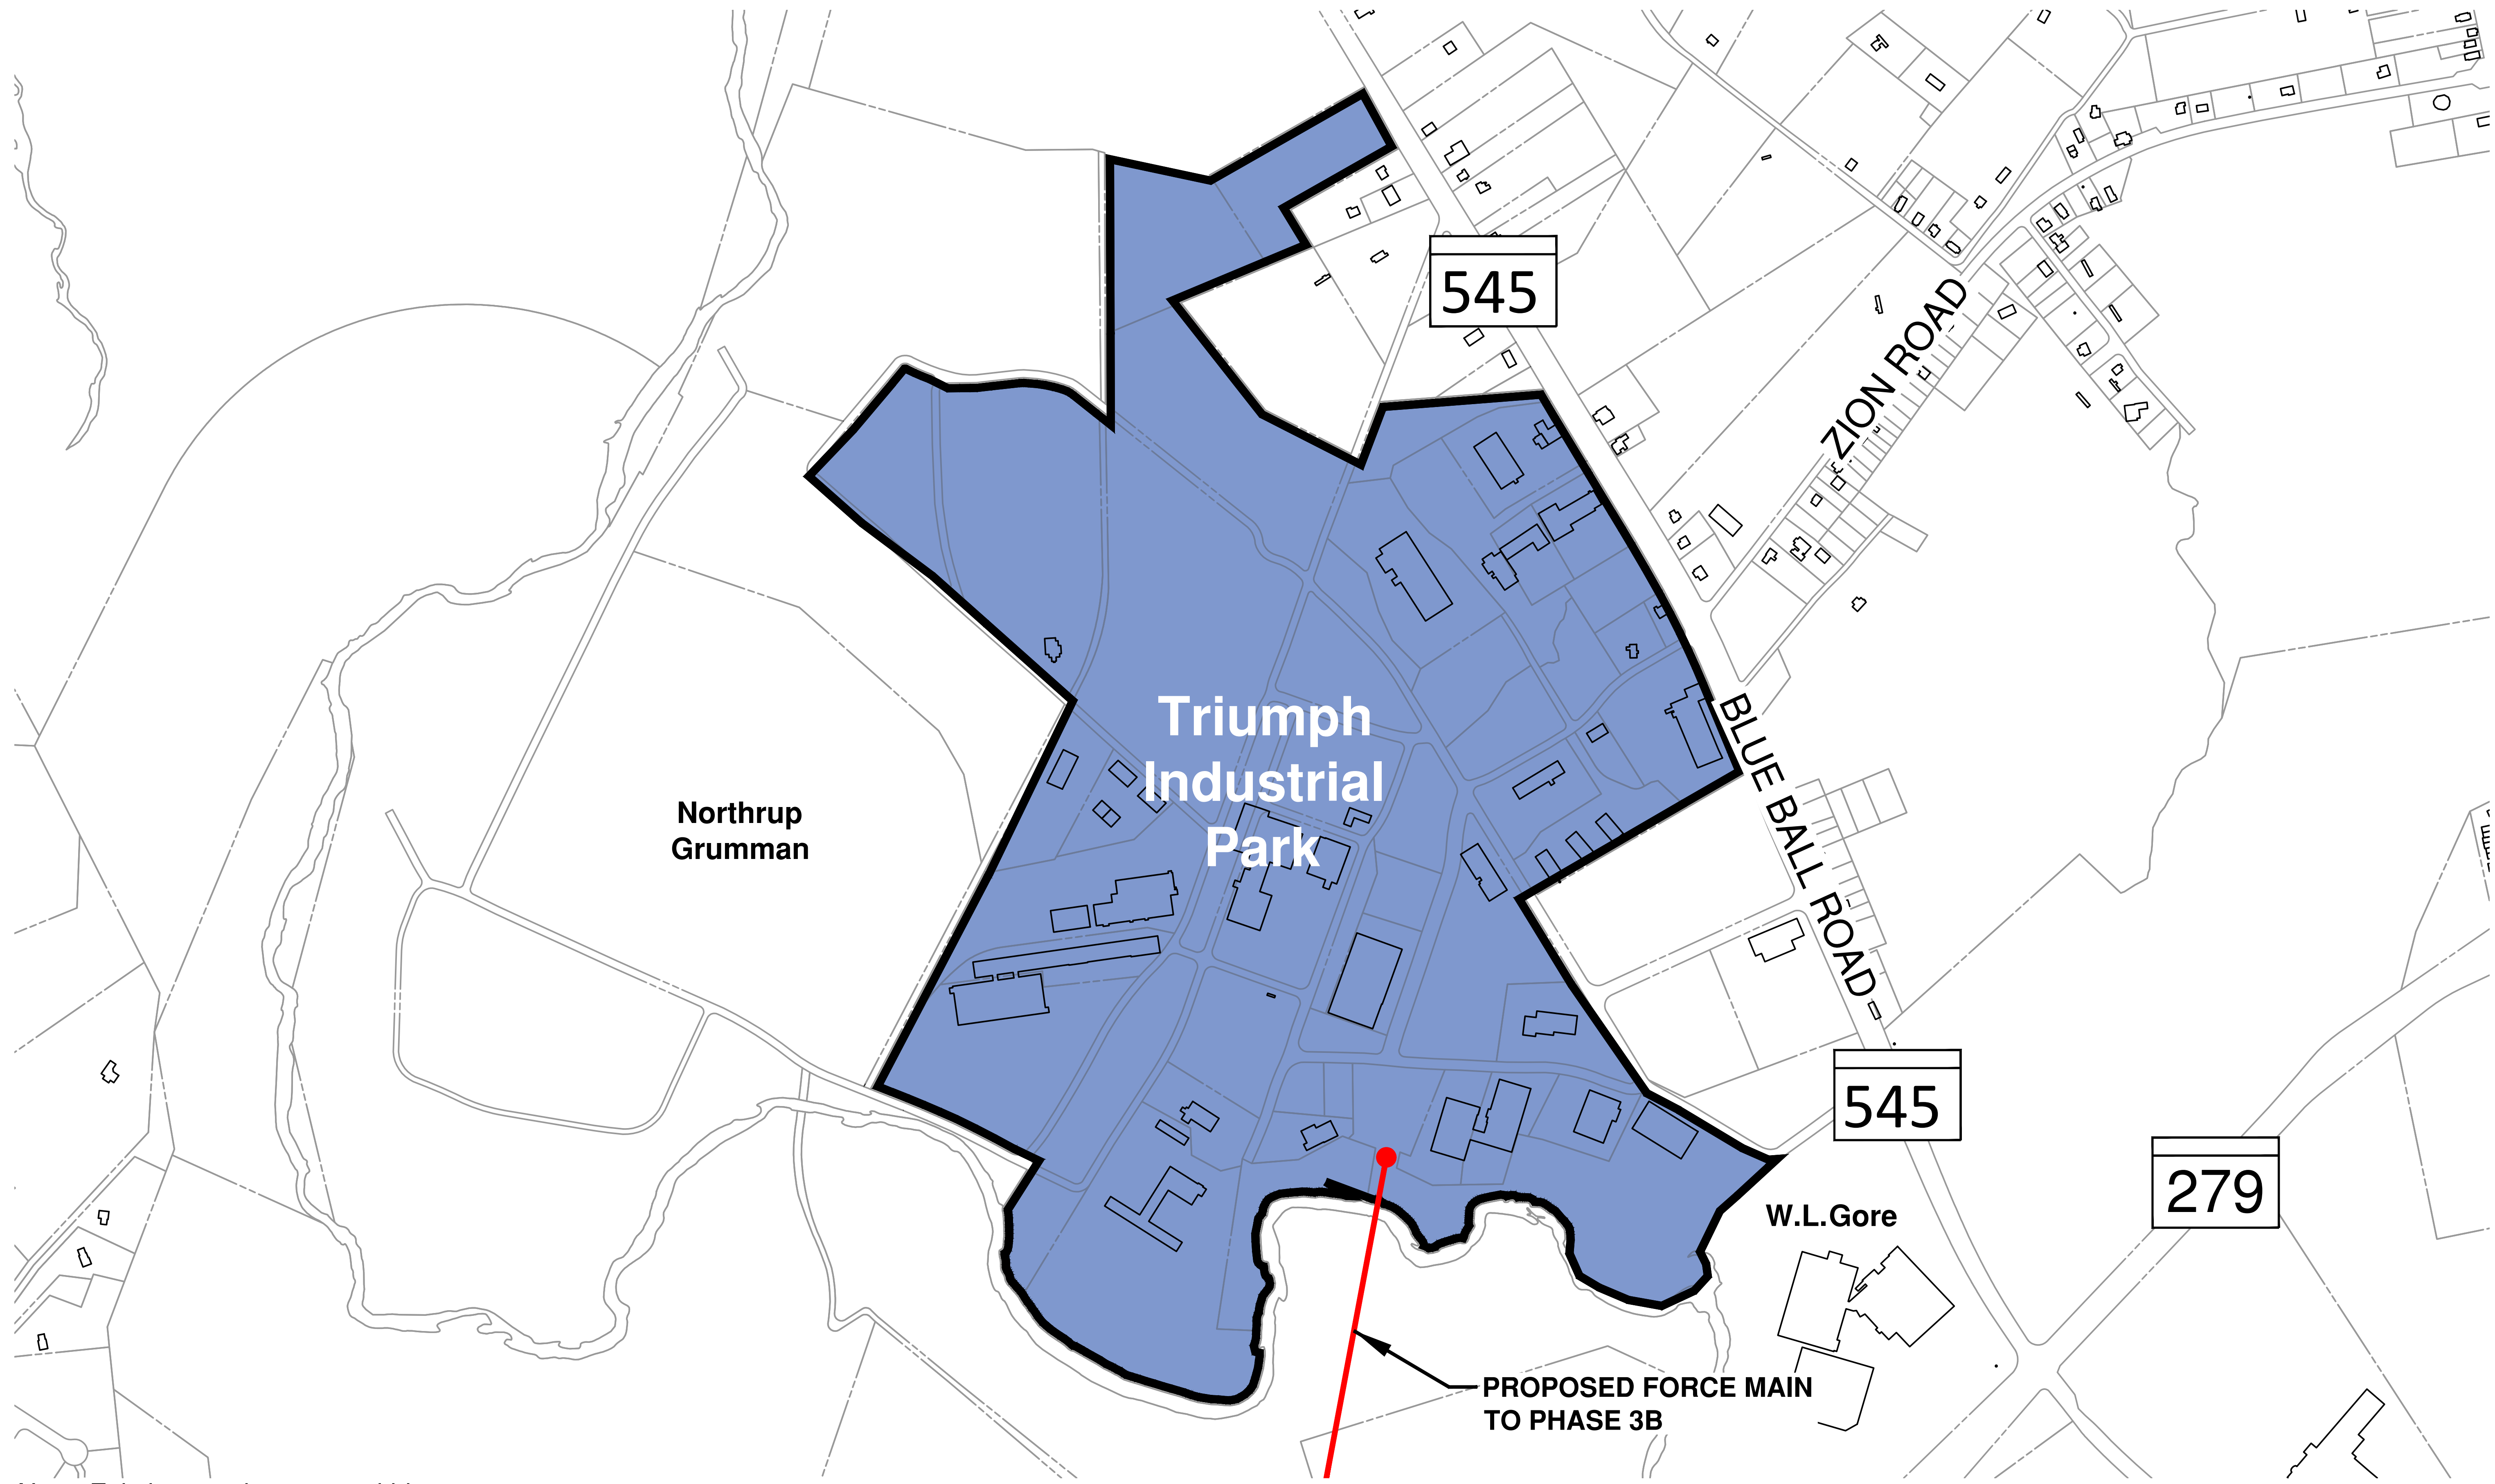 545
ZION ROAD
Triumph
Industrial
Park
BLUE BALL ROAD
Northrup
Grumman
545
279
W.L.Gore
PROPOSED FORCE MAIN
TO PHASE 3B